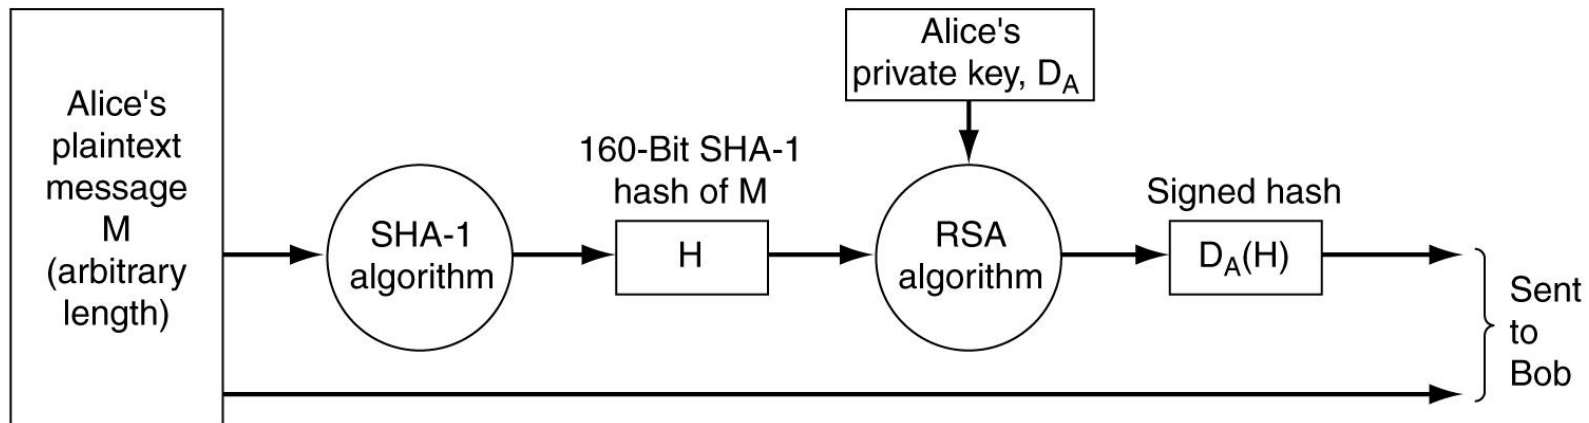 Alice's
plaintext
message
M
(arbitrary
length)
SHA-1
algorithm
160-Bit SHA-1
hash of M
H
Alice's
private key, D_A
RSA
algorithm
Signed hash
D_A(H)
Sent
to
Bob